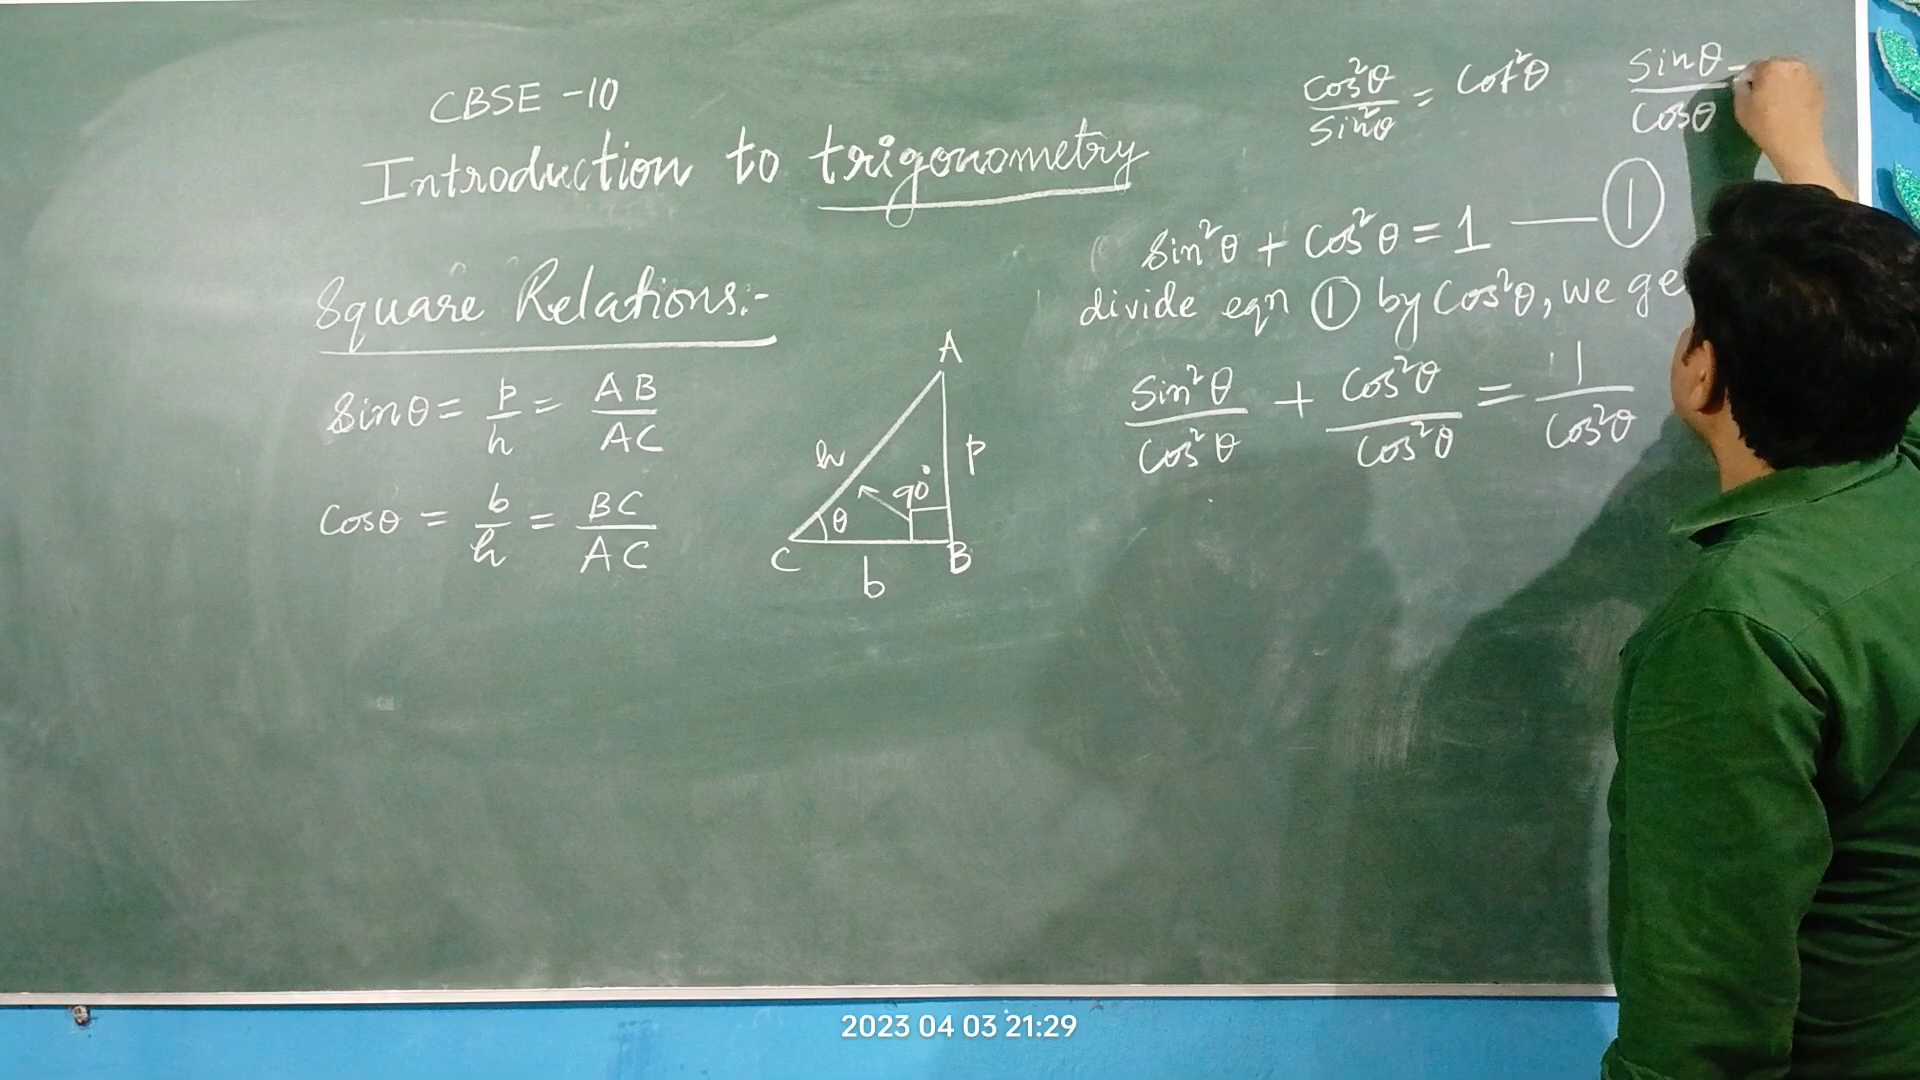 CBSE -10
Introduction to trigonometry
Square Relations:-
Sinθ = p/h = AB/AC
Cosθ = b/h = BC/AC
A
h
p
90°
θ
C
B
b
Cos²θ/Sin²θ = Cot²θ
Sinθ/Cosθ =
Sin²θ + Cos²θ = 1 — ①
divide eqn ① by Cos²θ, we ge
Sin²θ/Cos²θ + Cos²θ/Cos²θ = 1/Cos²θ
2023 04 03 21:29